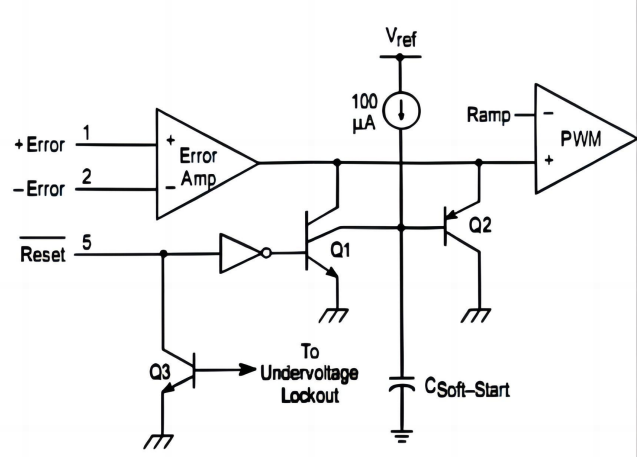 Vref
100
μA
Ramp
PWM
+ Error 1
Error
Amp
– Error 2
+
–
–
+
Reset 5
Q1
Q2
Q3
To
Undervoltage
Lockout
CSoft–Start